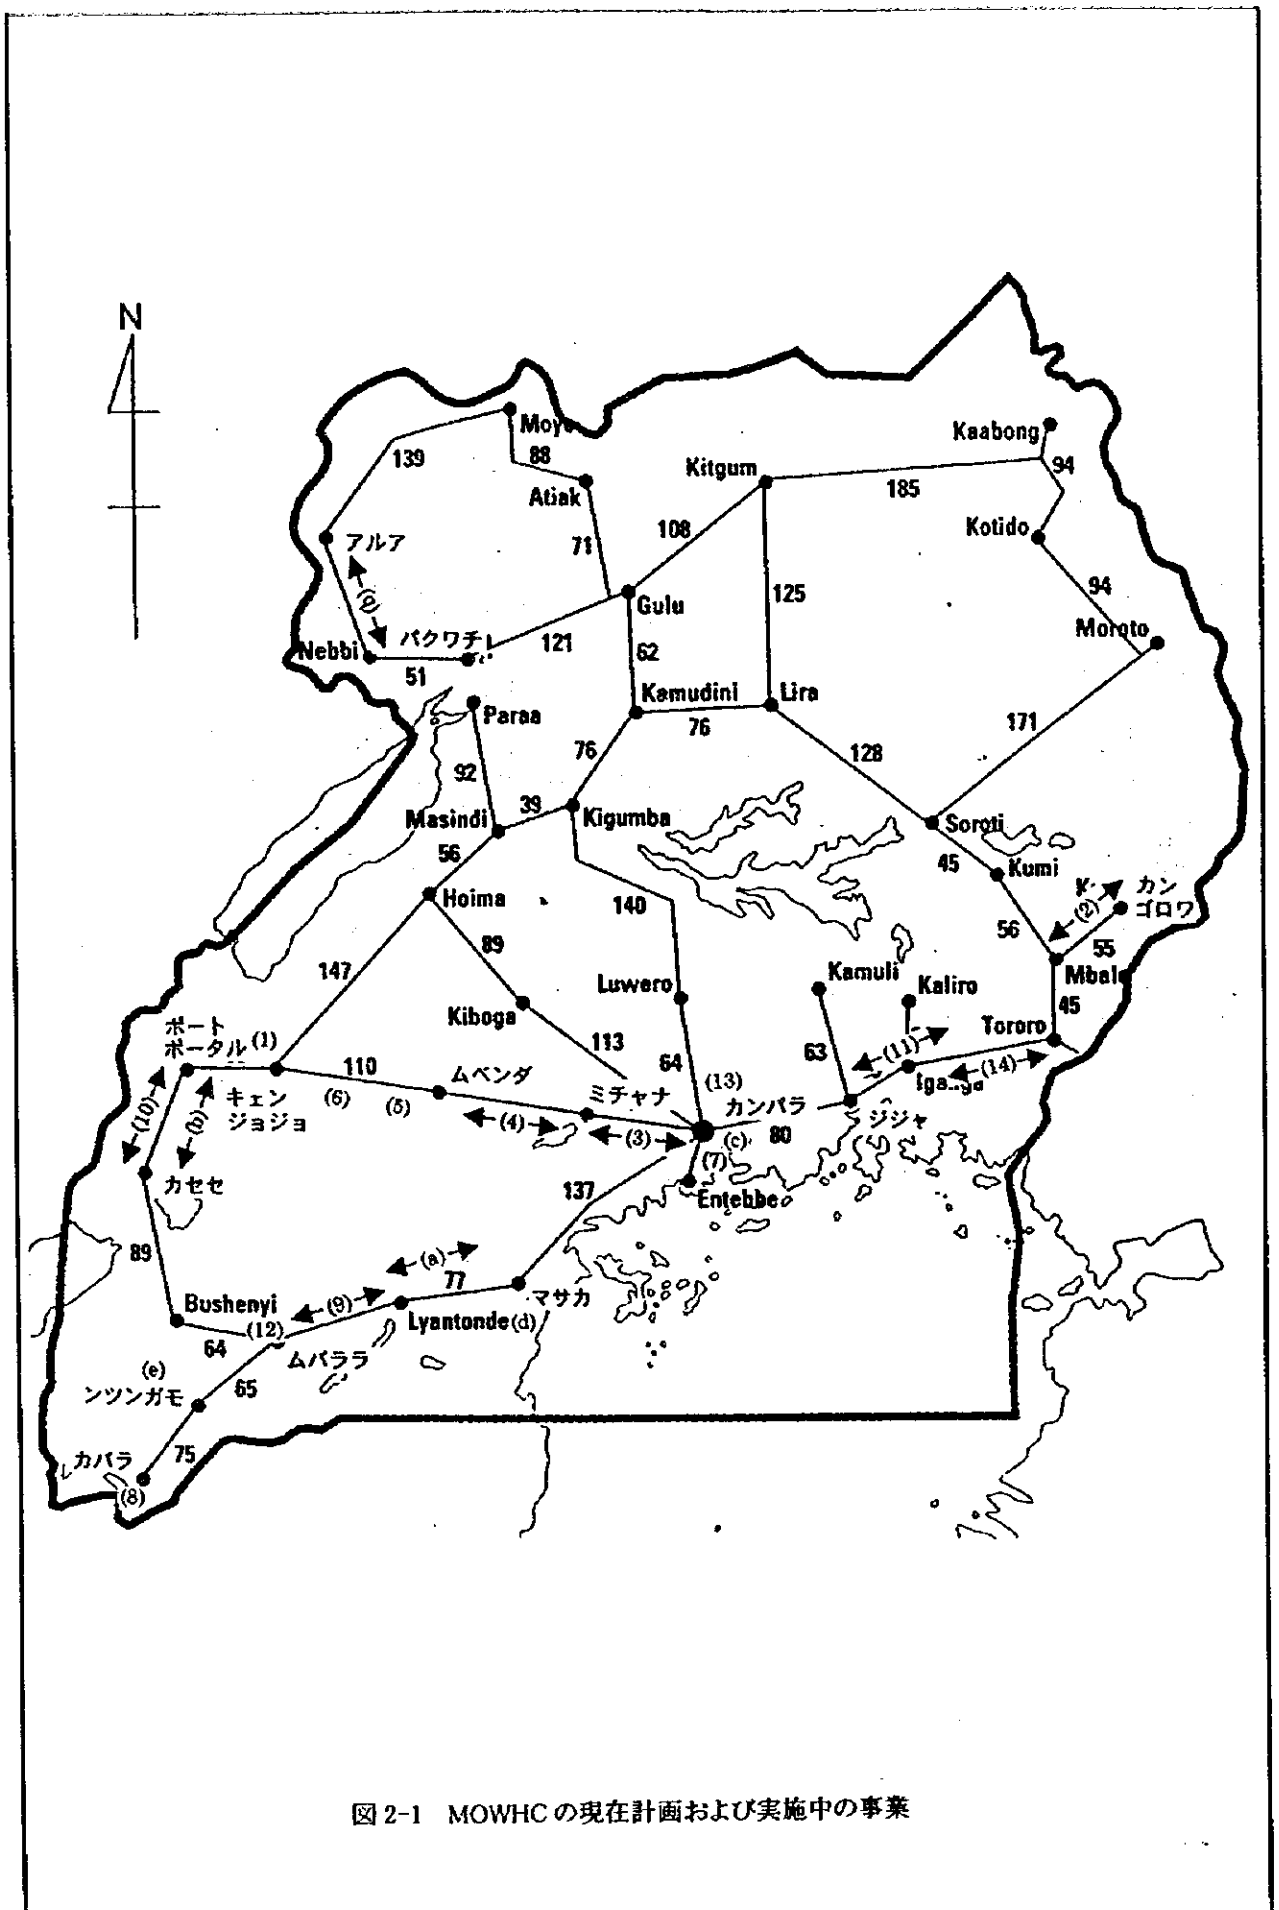 N
Moyo
139
88
Kaabong
Kitgum
94
Atiak
185
108
Kotido
アルア
71
94
125
(q)
Gulu
パクワチ
121
Moroto
Nebbi
51
62
Kamudini
Lira
Paraa
76
171
76
128
92
39
Masindi
Kigumba
Soroti
56
45
Kumi
Hoima
140
カン
ゴロワ
(2)
56
55
89
147
Kamuli
Mbale
Luwero
Kaliro
Kiboga
45
ポート
ポータル (1)
Tororo
113
64
63
(11)
110
ムベンダ
(14)
(13)
Iganga
キェン
ジョジョ
(6)
(5)
ミチャナ
カンパラ
(10)
(b)
(4)
(3)
(c)
80
ジジャ
(7)
カセセ
137
Entebbe
89
(a)
77
マサカ
Bushenyi
(9)
Lyantonde(d)
(12)
64
ムバララ
(e)
65
ンツンガモ
カバラ
75
(8)
図 2-1 MOWHC の現在計画および実施中の事業